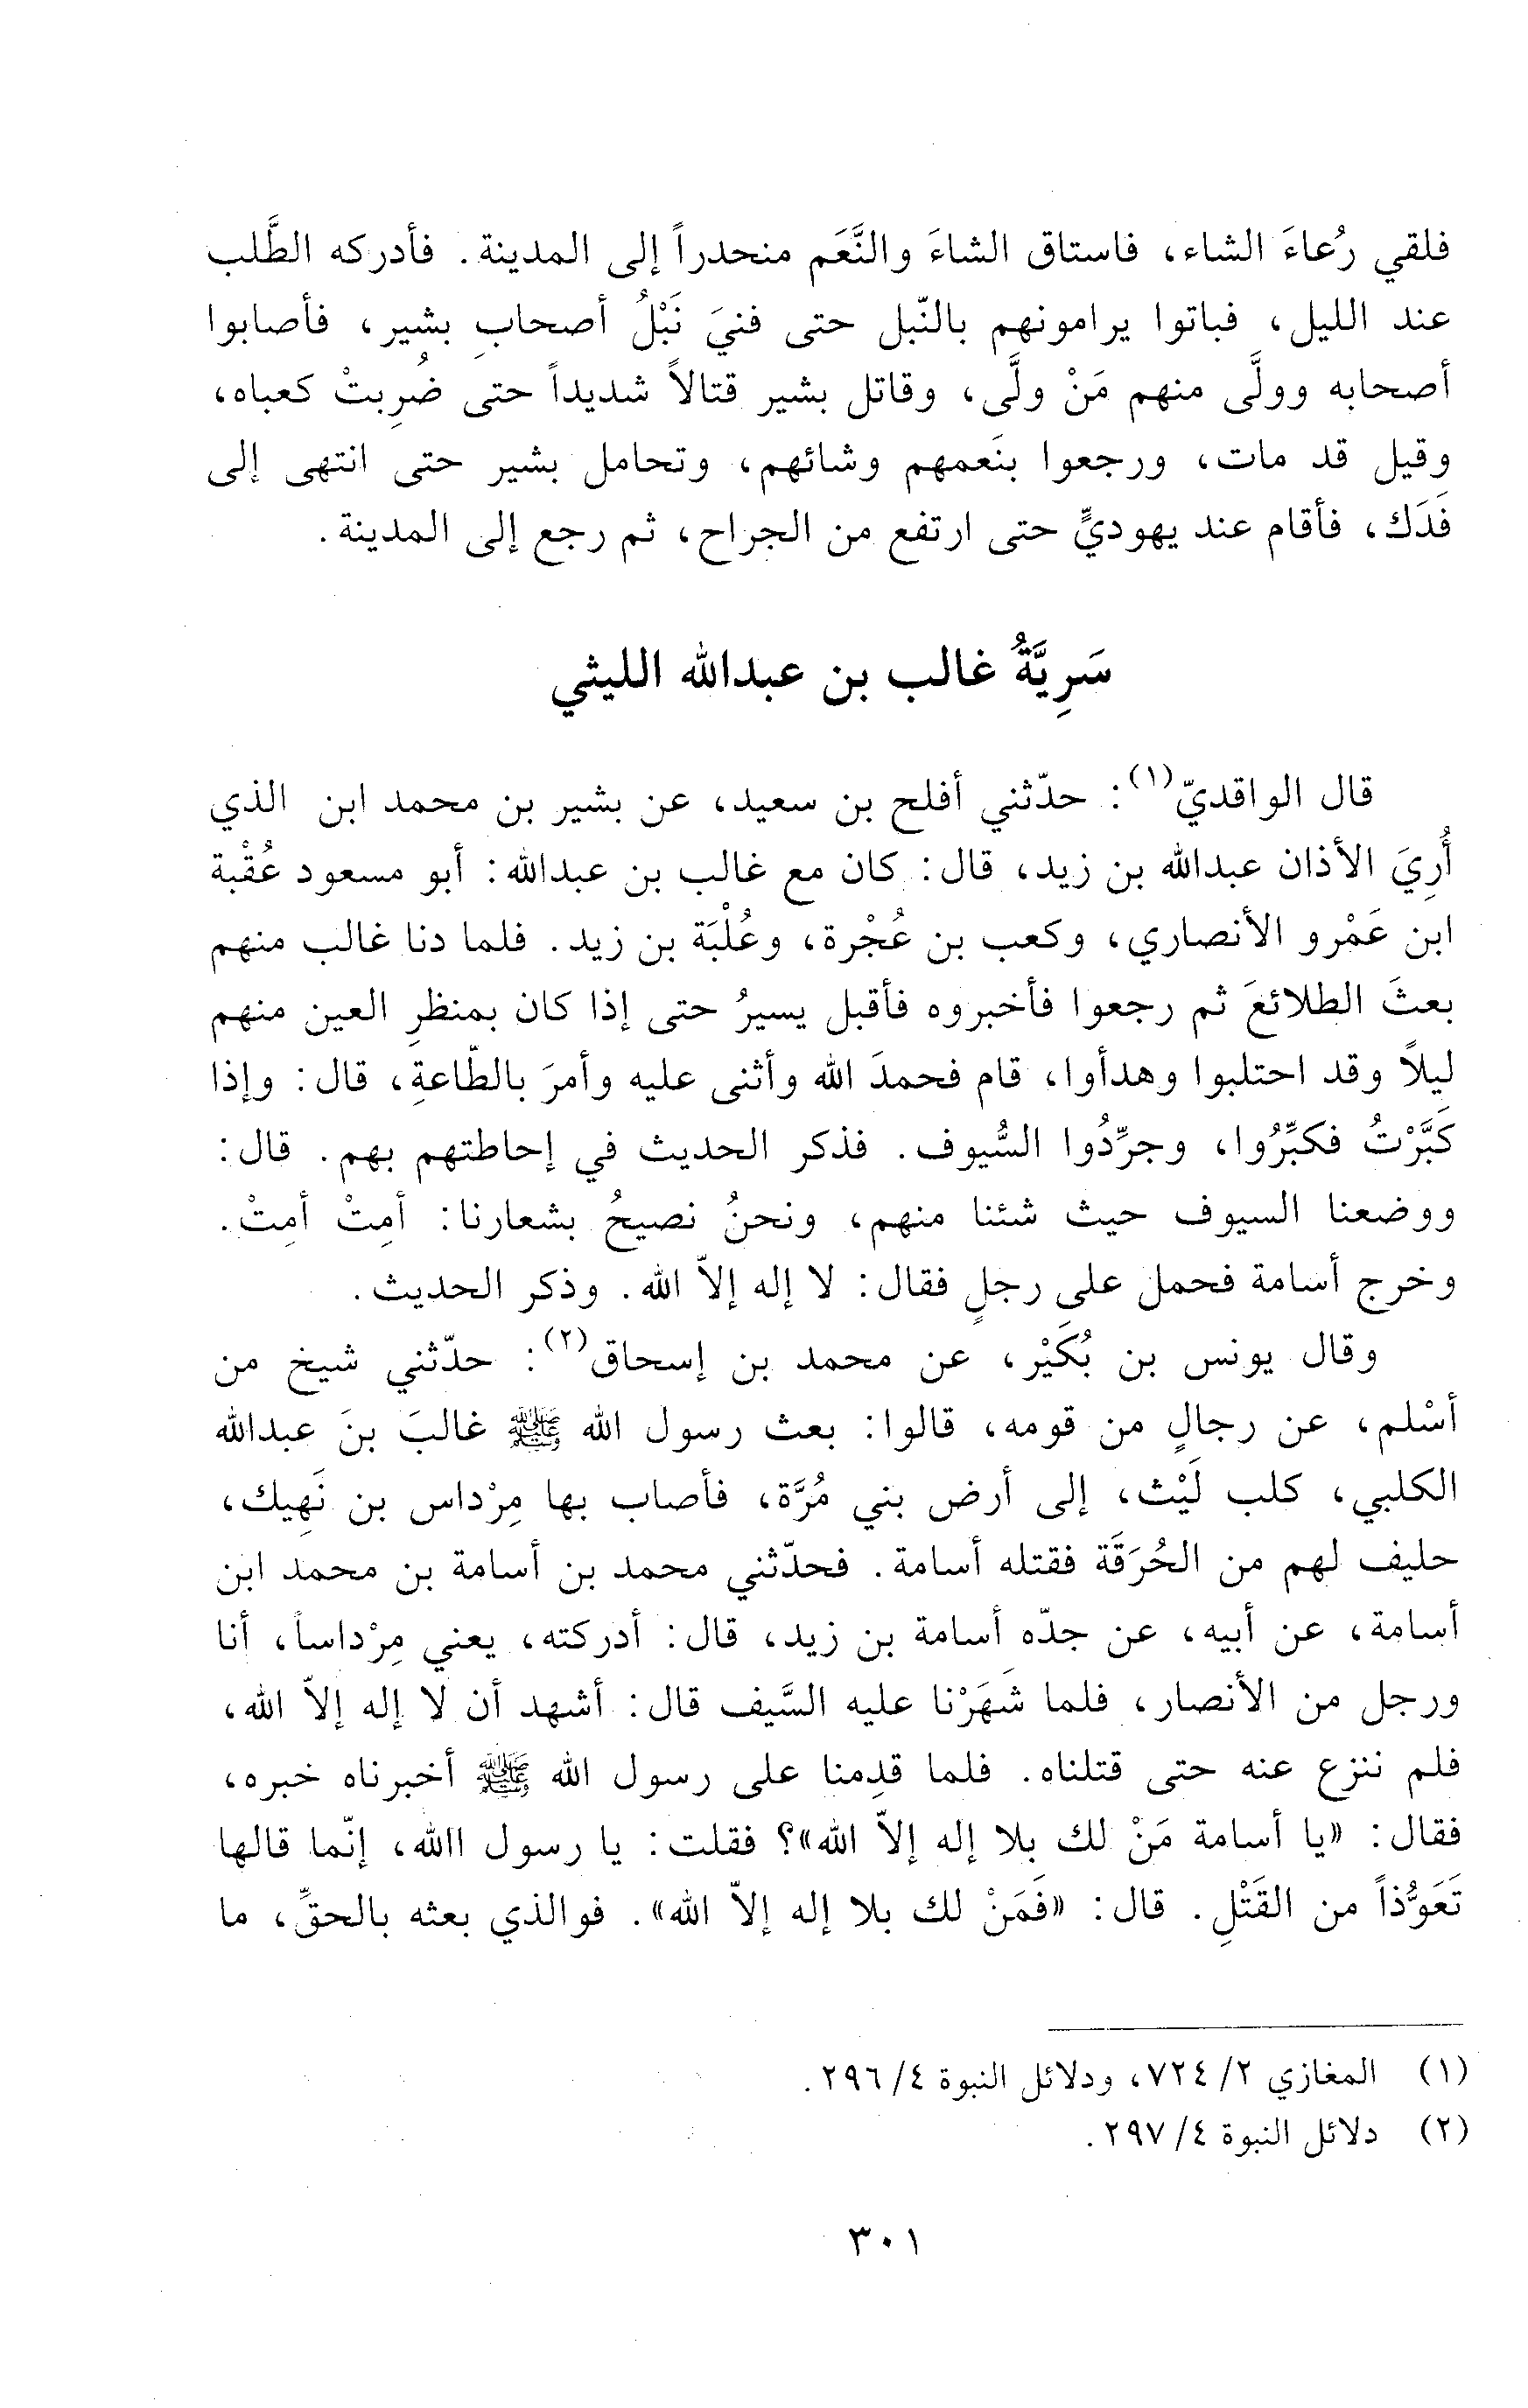 فلقي رُعاءَ الشاء، فاستاق الشاءَ والنَّعَم منحدراً إلى المدينة. فأدركه الطَّلب
عند الليل، فباتوا يرامونهم بالنّبل حتى فنيَ نَبْلُ أصحابِ بشير، فأصابوا
أصحابه وولَّى منهم مَنْ ولَّى، وقاتل بشير قتالاً شديداً حتى ضُرِبتْ كعباه،
وقيل قد مات، ورجعوا بنَعمهم وشائهم، وتحامل بشير حتى انتهى إلى
فَدَك، فأقام عند يهوديٍّ حتى ارتفع من الجراح، ثم رجع إلى المدينة.
سَرِيَّةُ غالب بن عبدالله الليثي
قال الواقديّ(١): حدّثني أفلح بن سعيد، عن بشير بن محمد ابن الذي
أُرِيَ الأذان عبدالله بن زيد، قال: كان مع غالب بن عبدالله: أبو مسعود عُقْبة
ابن عَمْرو الأنصاري، وكعب بن عُجْرة، وعُلْبَة بن زيد. فلما دنا غالب منهم
بعثَ الطلائعَ ثم رجعوا فأخبروه فأقبل يسيرُ حتى إذا كان بمنظرِ العين منهم
ليلاً وقد احتلبوا وهدأوا، قام فحمدَ الله وأثنى عليه وأمرَ بالطّاعةِ، قال: وإذا
كَبَّرْتُ فكبِّرُوا، وجرِّدُوا السُّيوف. فذكر الحديث في إحاطتهم بهم. قال:
ووضعنا السيوف حيث شئنا منهم، ونحنُ نصيحُ بشعارنا: أمِتْ أمِتْ.
وخرج أسامة فحمل على رجلٍ فقال: لا إله إلاّ الله. وذكر الحديث.
وقال يونس بن بُكَيْر، عن محمد بن إسحاق(٢): حدّثني شيخ من
أسْلم، عن رجالٍ من قومه، قالوا: بعث رسول الله ﷺ غالبَ بنَ عبدالله
الكلبي، كلب لَيْث، إلى أرض بني مُرَّة، فأصاب بها مِرْداس بن نَهِيك،
حليف لهم من الحُرَقَة فقتله أسامة. فحدّثني محمد بن أسامة بن محمد ابن
أسامة، عن أبيه، عن جدّه أسامة بن زيد، قال: أدركته، يعني مِرْداساً، أنا
ورجل من الأنصار، فلما شَهَرْنا عليه السَّيف قال: أشهد أن لا إله إلاّ الله،
فلم ننزع عنه حتى قتلناه. فلما قدِمنا على رسول الله ﷺ أخبرناه خبره،
فقال: «يا أسامة مَنْ لك بلا إله إلاّ الله»؟ فقلت: يا رسول االله، إنّما قالها
تَعَوُّذاً من القَتْلِ. قال: «فَمَنْ لك بلا إله إلاّ الله». فوالذي بعثه بالحقِّ، ما
(١) المغازي ٢/ ٧٢٤، ودلائل النبوة ٤/ ٢٩٦.
(٢) دلائل النبوة ٤/ ٢٩٧.
٣٠١